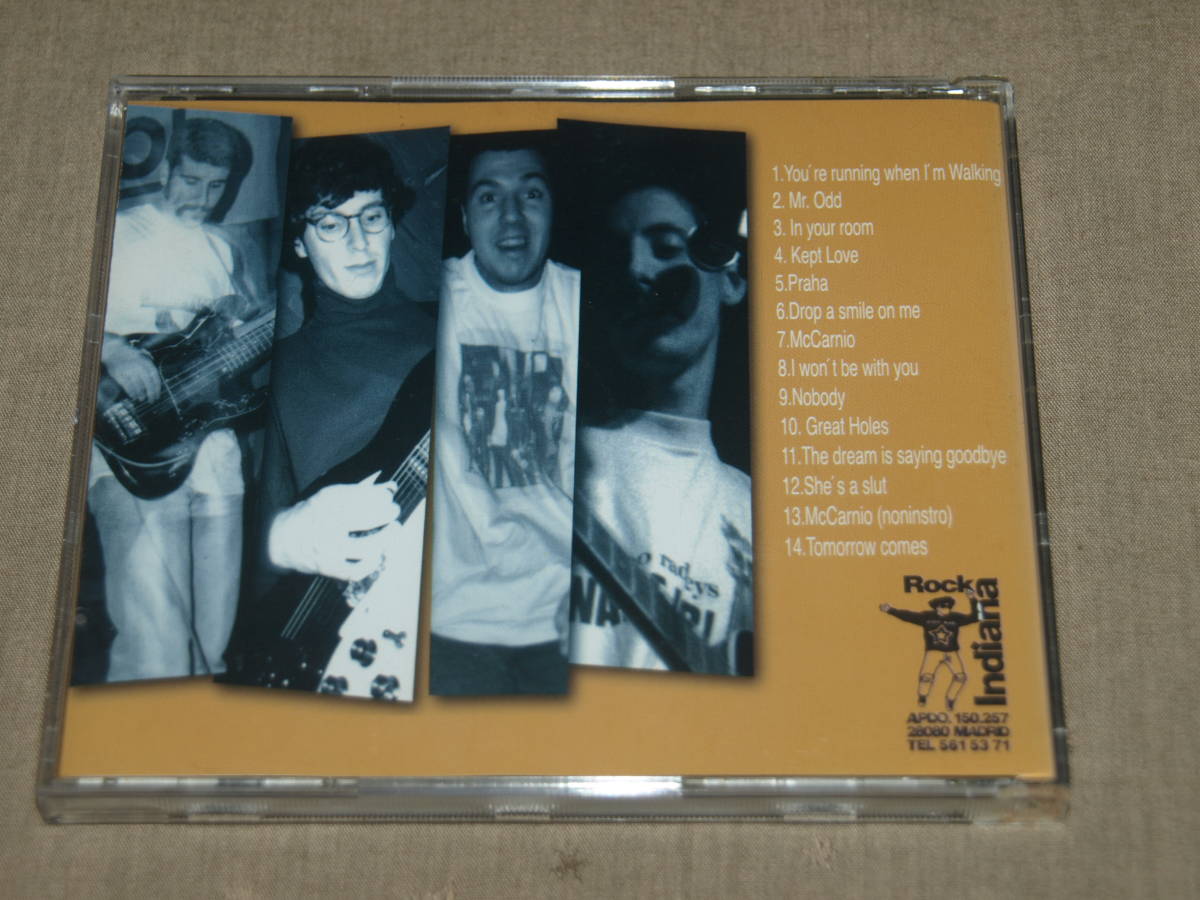 1.You´re running when I´m Walking
2. Mr. Odd
3. In your room
4. Kept Love
5.Praha
6.Drop a smile on me
7.McCarnio
8.I won´t be with you
9.Nobody
10. Great Holes
11.The dream is saying goodbye
12.She´s a slut
13.McCarnio (noninstro)
14.Tomorrow comes
Rock
Indiana
APDO. 150.257
28080 MADRID
TEL 561 53 71